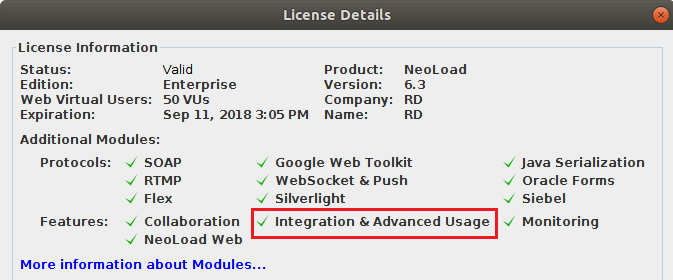 License Details
License Information
Status: Valid Product: NeoLoad
Edition: Enterprise Version: 6.3
Web Virtual Users: 50 VUs Company: RD
Expiration: Sep 11, 2018 3:05 PM Name: RD
Additional Modules:
Protocols: ✓ SOAP ✓ Google Web Toolkit ✓ Java Serialization
✓ RTMP ✓ WebSocket & Push ✓ Oracle Forms
✓ Flex ✓ Silverlight ✓ Siebel
Features: ✓ Collaboration ✓ Integration & Advanced Usage ✓ Monitoring
✓ NeoLoad Web
More information about Modules...